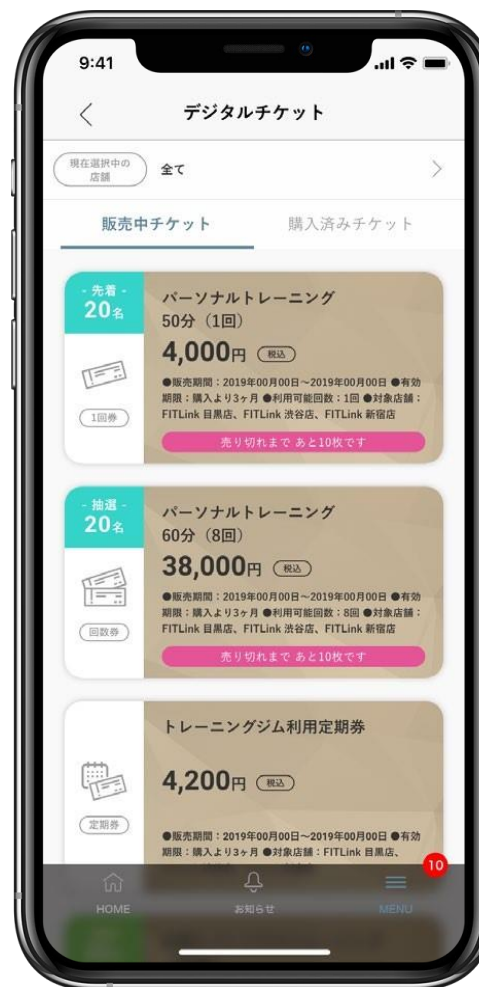 9:41
デジタルチケット
現在選択中の
店舗
全て
販売中チケット
購入済みチケット
- 先着 -
20名
1回券
パーソナルトレーニング
50分（1回）
4,000円 税込
●販売期間：2019年00月00日〜2019年00月00日 ●有効
期限：購入より3ヶ月 ●利用可能回数：1回 ●対象店舗：
FITLink 目黒店、FITLink 渋谷店、FITLink 新宿店
売り切れまで あと10枚です
- 抽選 -
20名
回数券
パーソナルトレーニング
60分（8回）
38,000円 税込
●販売期間：2019年00月00日〜2019年00月00日 ●有効
期限：購入より3ヶ月 ●利用可能回数：8回 ●対象店舗：
FITLink 目黒店、FITLink 渋谷店、FITLink 新宿店
売り切れまで あと10枚です
定期券
トレーニングジム利用定期券
4,200円 税込
●販売期間：2019年00月00日〜2019年00月00日 ●有効
期限：購入より3ヶ月 ●対象店舗：FITLink 目黒店、
10
HOME
お知らせ
MENU